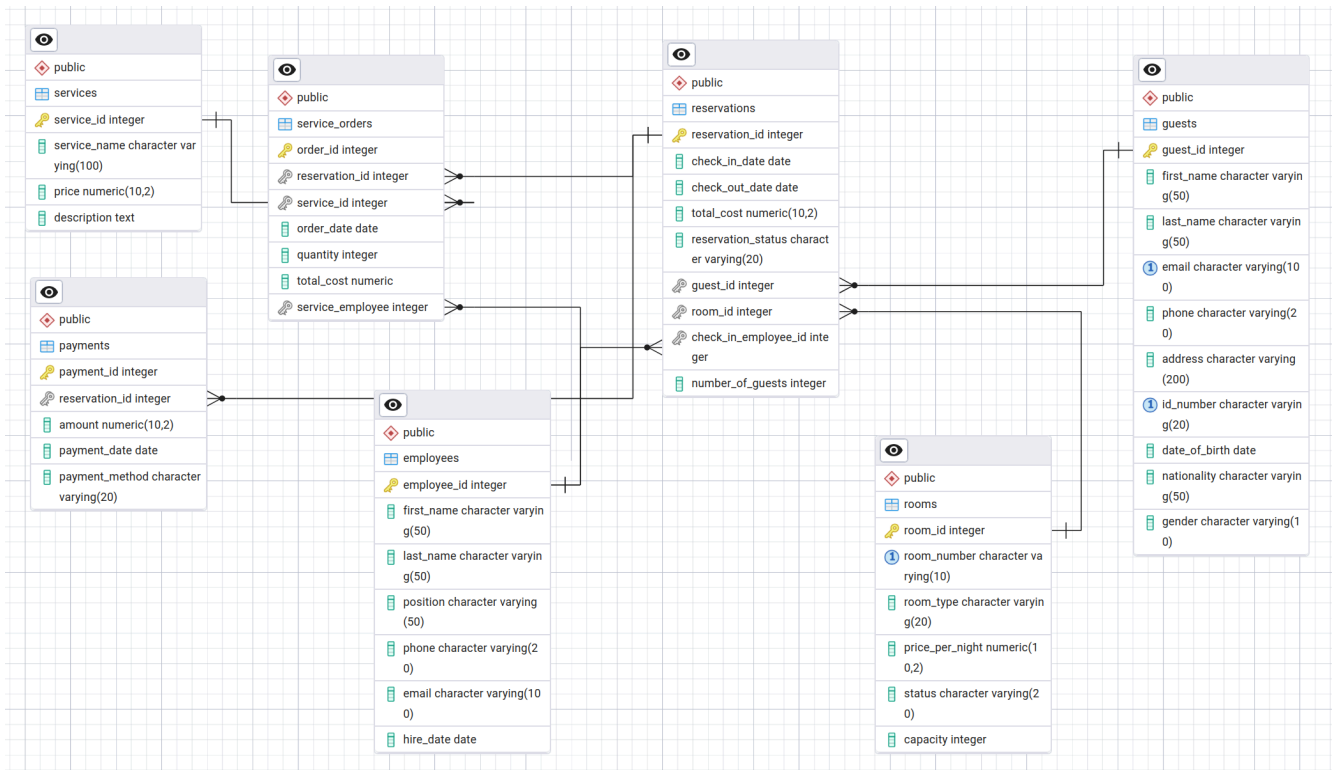 public
services
service_id integer
service_name character var
ying(100)
price numeric(10,2)
description text
public
service_orders
order_id integer
reservation_id integer
service_id integer
order_date date
quantity integer
total_cost numeric
service_employee integer
public
reservations
reservation_id integer
check_in_date date
check_out_date date
total_cost numeric(10,2)
reservation_status charact
er varying(20)
guest_id integer
room_id integer
check_in_employee_id inte
ger
number_of_guests integer
public
guests
guest_id integer
first_name character varyin
g(50)
last_name character varyin
g(50)
1
email character varying(10
0)
phone character varying(2
0)
address character varying
(200)
1
id_number character varyin
g(20)
date_of_birth date
nationality character varyin
g(50)
gender character varying(1
0)
public
payments
payment_id integer
reservation_id integer
amount numeric(10,2)
payment_date date
payment_method character
varying(20)
public
employees
employee_id integer
first_name character varyin
g(50)
last_name character varyin
g(50)
position character varying
(50)
phone character varying(2
0)
email character varying(10
0)
hire_date date
public
rooms
room_id integer
1
room_number character va
rying(10)
room_type character varyin
g(20)
price_per_night numeric(1
0,2)
status character varying(2
0)
capacity integer